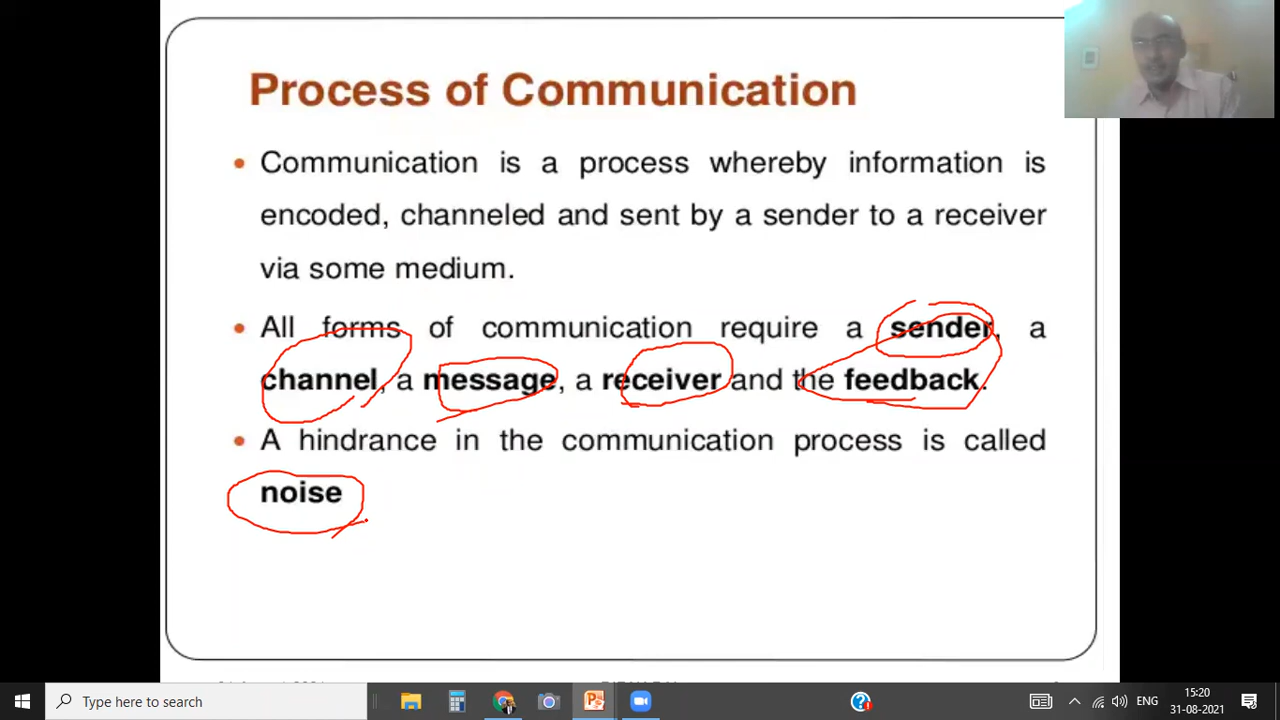 Process of Communication
• Communication is a process whereby information is
encoded, channeled and sent by a sender to a receiver
via some medium.
• All forms of communication require a sender, a
channel, a message, a receiver and the feedback.
• A hindrance in the communication process is called
noise
Type here to search
ENG
15:20
31-08-2021